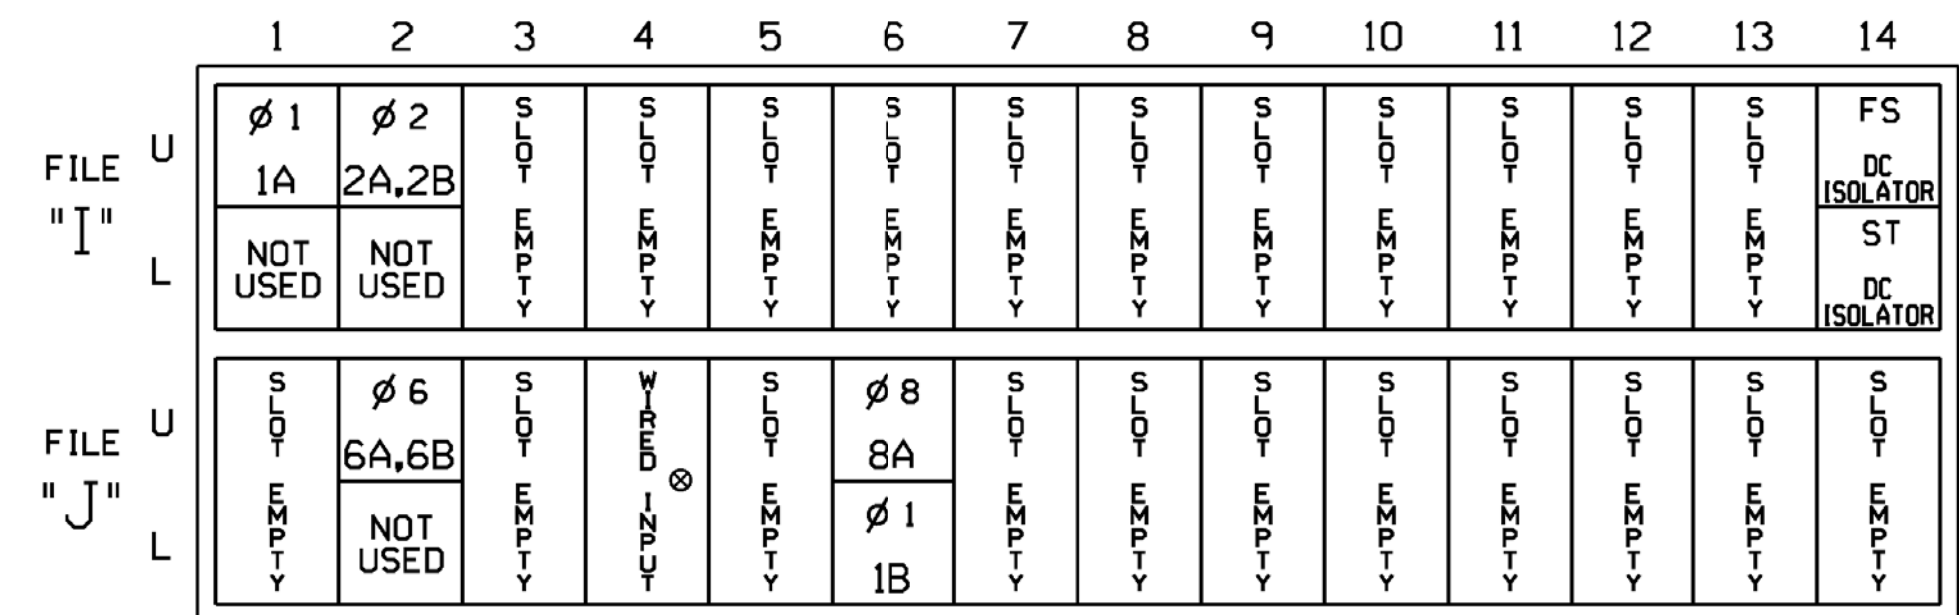 1 2 3 4 5 6 7 8 9 10 11 12 13 14
FILE "I"
U
L
Ø 1
1A
NOT USED
Ø 2
2A,2B
NOT USED
SLOT EMPTY
SLOT EMPTY
SLOT EMPTY
SLOT EMPTY
SLOT EMPTY
SLOT EMPTY
SLOT EMPTY
SLOT EMPTY
SLOT EMPTY
SLOT EMPTY
SLOT EMPTY
FS
DC
ISOLATOR
ST
DC
ISOLATOR
FILE "J"
U
L
SLOT EMPTY
Ø 6
6A,6B
NOT USED
SLOT EMPTY
WIRED INPUT
⊗
SLOT EMPTY
Ø 8
8A
Ø 1
1B
SLOT EMPTY
SLOT EMPTY
SLOT EMPTY
SLOT EMPTY
SLOT EMPTY
SLOT EMPTY
SLOT EMPTY
SLOT EMPTY